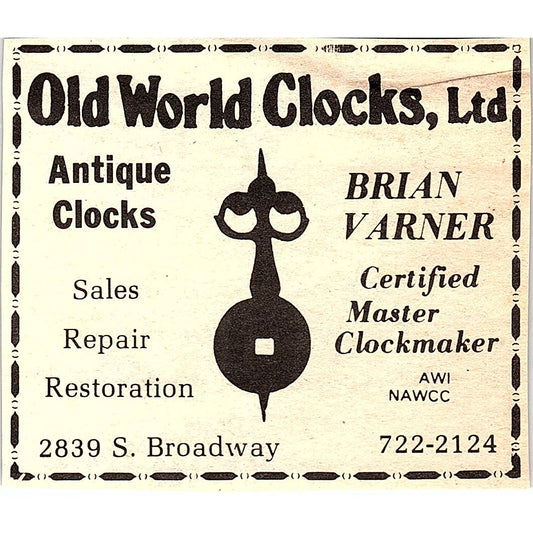 Old World Clocks, Ltd
Antique
Clocks
Sales
Repair
Restoration
BRIAN
VARNER
Certified
Master
Clockmaker
AWI
NAWCC
2839 S. Broadway
722-2124